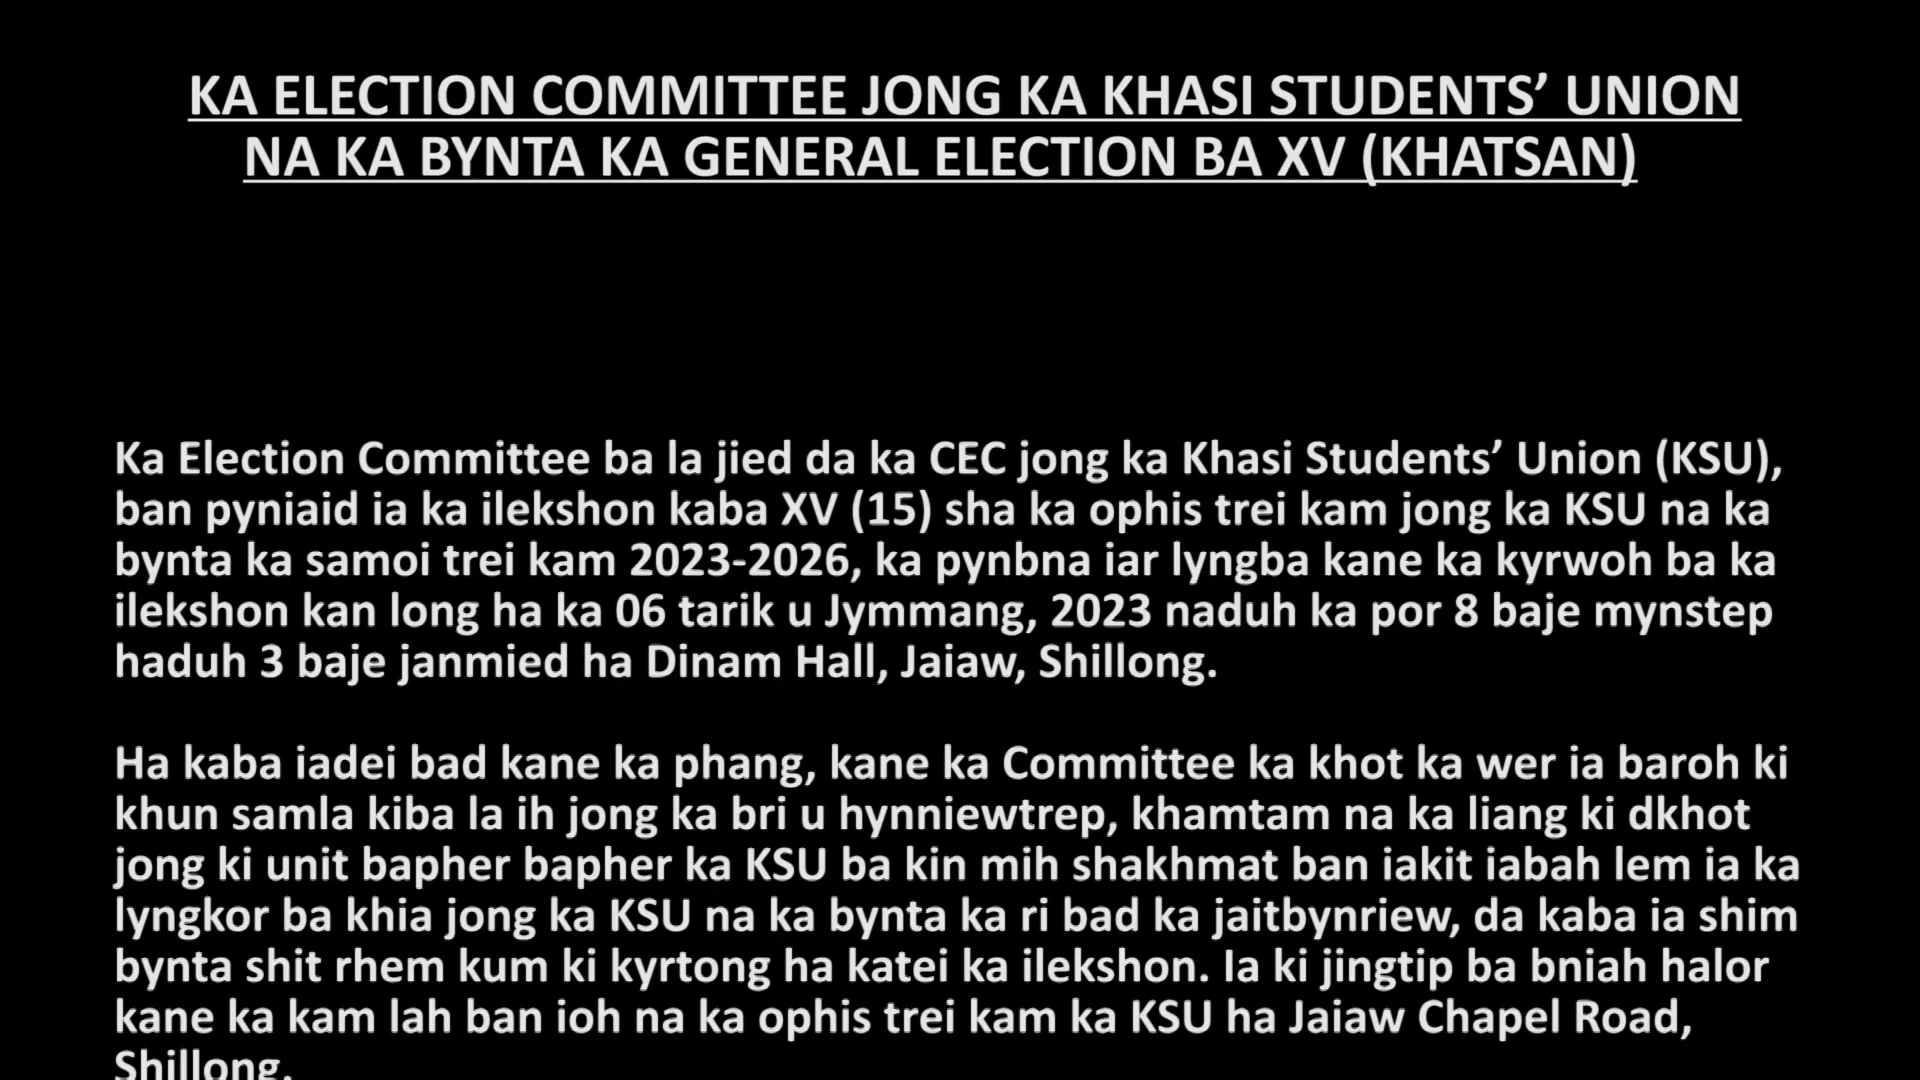 KA ELECTION COMMITTEE JONG KA KHASI STUDENTS’ UNION
NA KA BYNTA KA GENERAL ELECTION BA XV (KHATSAN)
Ka Election Committee ba la jied da ka CEC jong ka Khasi Students’ Union (KSU),
ban pyniaid ia ka ilekshon kaba XV (15) sha ka ophis trei kam jong ka KSU na ka
bynta ka samoi trei kam 2023-2026, ka pynbna iar lyngba kane ka kyrwoh ba ka
ilekshon kan long ha ka 06 tarik u Jymmang, 2023 naduh ka por 8 baje mynstep
haduh 3 baje janmied ha Dinam Hall, Jaiaw, Shillong.
Ha kaba iadei bad kane ka phang, kane ka Committee ka khot ka wer ia baroh ki
khun samla kiba la ih jong ka bri u hynniewtrep, khamtam na ka liang ki dkhot
jong ki unit bapher bapher ka KSU ba kin mih shakhmat ban iakit iabah lem ia ka
lyngkor ba khia jong ka KSU na ka bynta ka ri bad ka jaitbynriew, da kaba ia shim
bynta shit rhem kum ki kyrtong ha katei ka ilekshon. Ia ki jingtip ba bniah halor
kane ka kam lah ban ioh na ka ophis trei kam ka KSU ha Jaiaw Chapel Road,
Shillong.